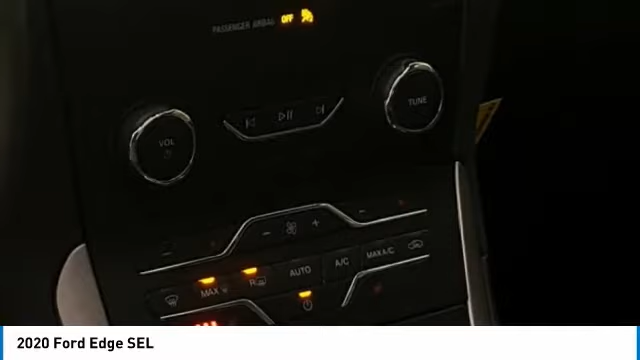 PASSENGER AIRBAG OFF
TUNE
VOL
- +
- 
AUTO A/C MAX A/C
MAX R
2020 Ford Edge SEL